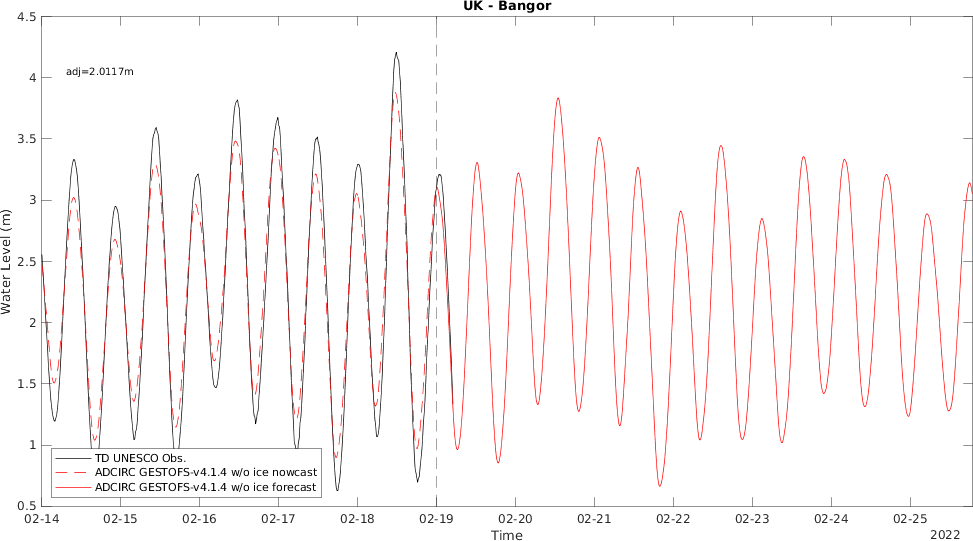 UK - Bangor
4.5
4
3.5
3
2.5
2
1.5
1
0.5
Water Level (m)
adj=2.0117m
TD UNESCO Obs.
ADCIRC GESTOFS-v4.1.4 w/o ice nowcast
ADCIRC GESTOFS-v4.1.4 w/o ice forecast
02-14 02-15 02-16 02-17 02-18 02-19 02-20 02-21 02-22 02-23 02-24 02-25
Time
2022